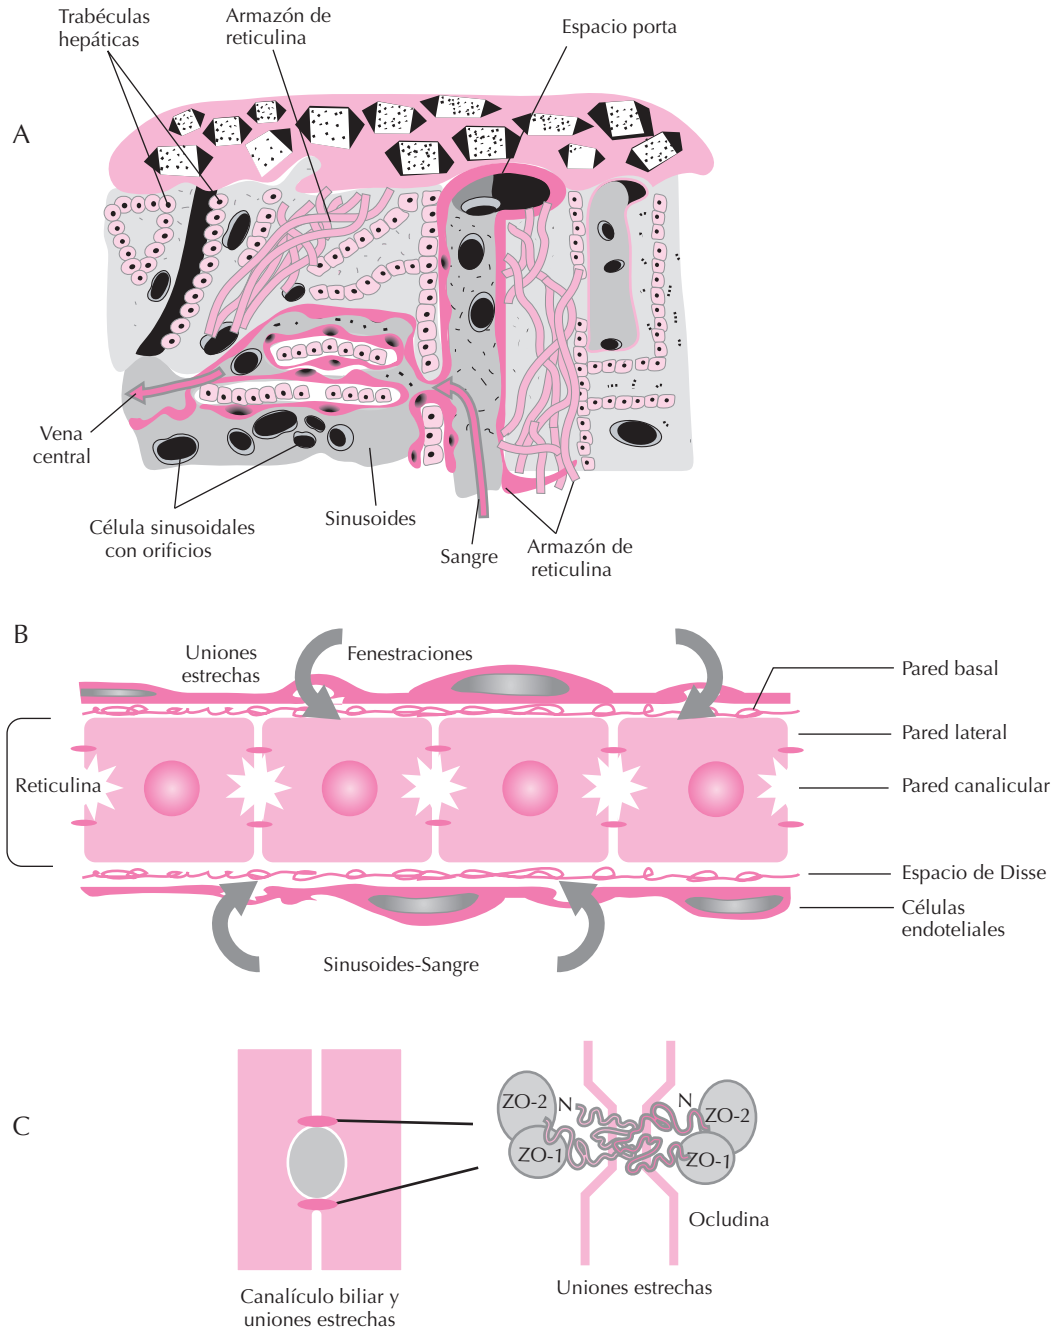 Trabéculas
hepáticas
Armazón de
reticulina
Espacio porta
A
Vena
central
Célula sinusoidales
con orificios
Sinusoides
Sangre
Armazón de
reticulina
B
Uniones
estrechas
Fenestraciones
Pared basal
Pared lateral
Reticulina
Pared canalicular
Espacio de Disse
Células
endoteliales
Sinusoides-Sangre
C
ZO-2
N
N
ZO-2
ZO-1
ZO-1
Ocludina
Uniones estrechas
Canalículo biliar y
uniones estrechas